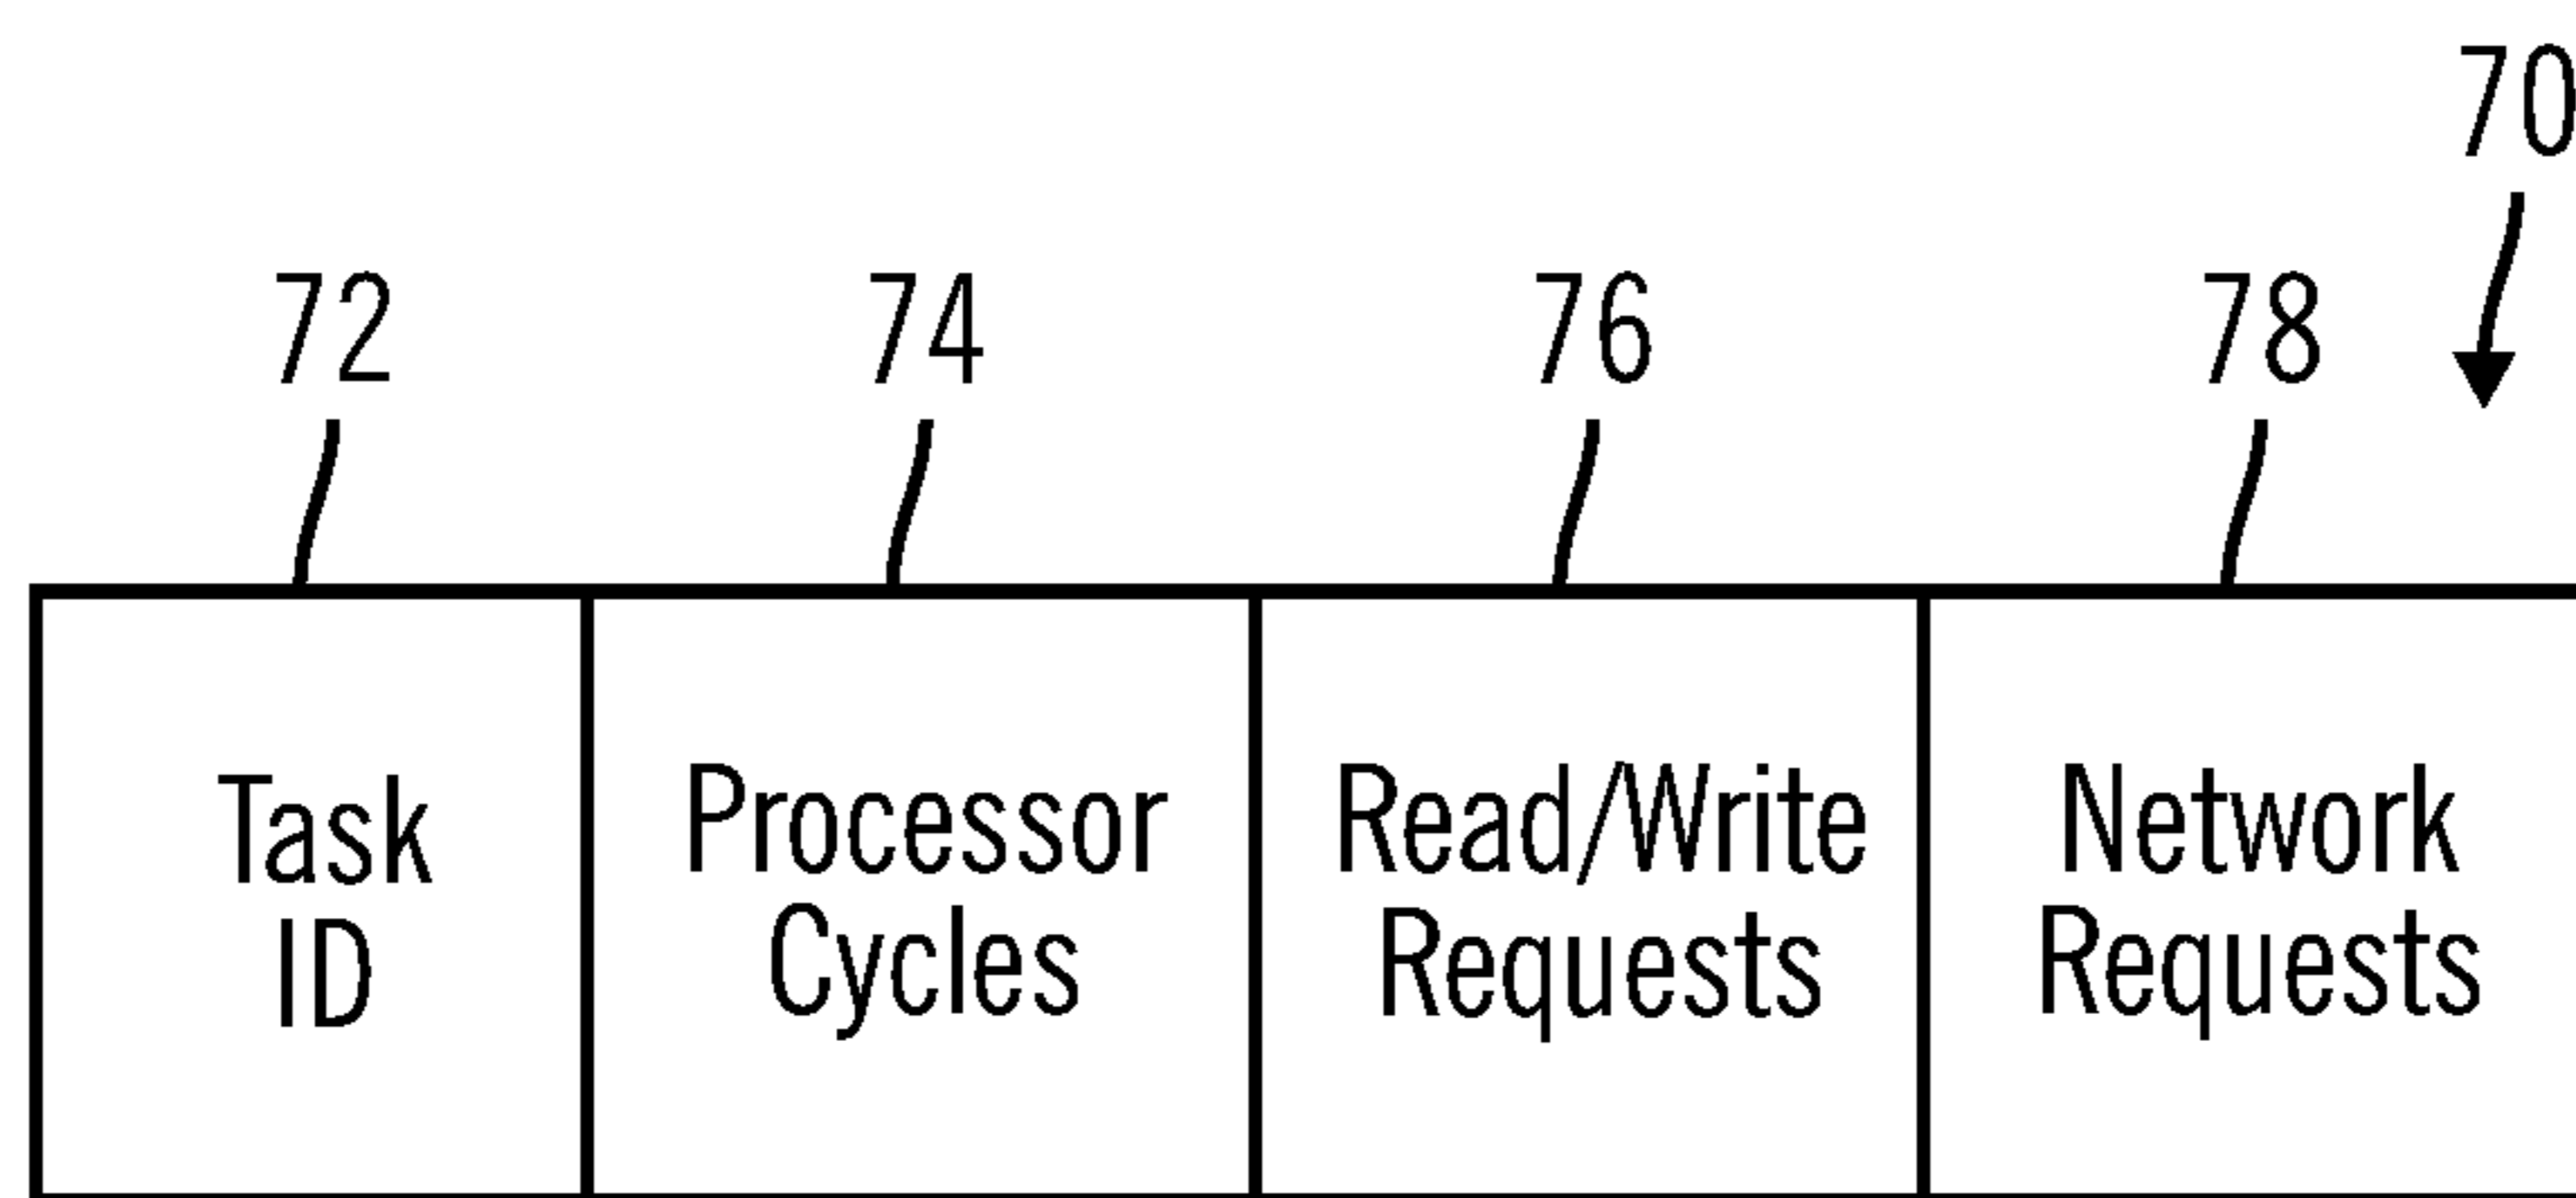 70
72 74 76 78
Task
ID
Processor
Cycles
Read/Write
Requests
Network
Requests